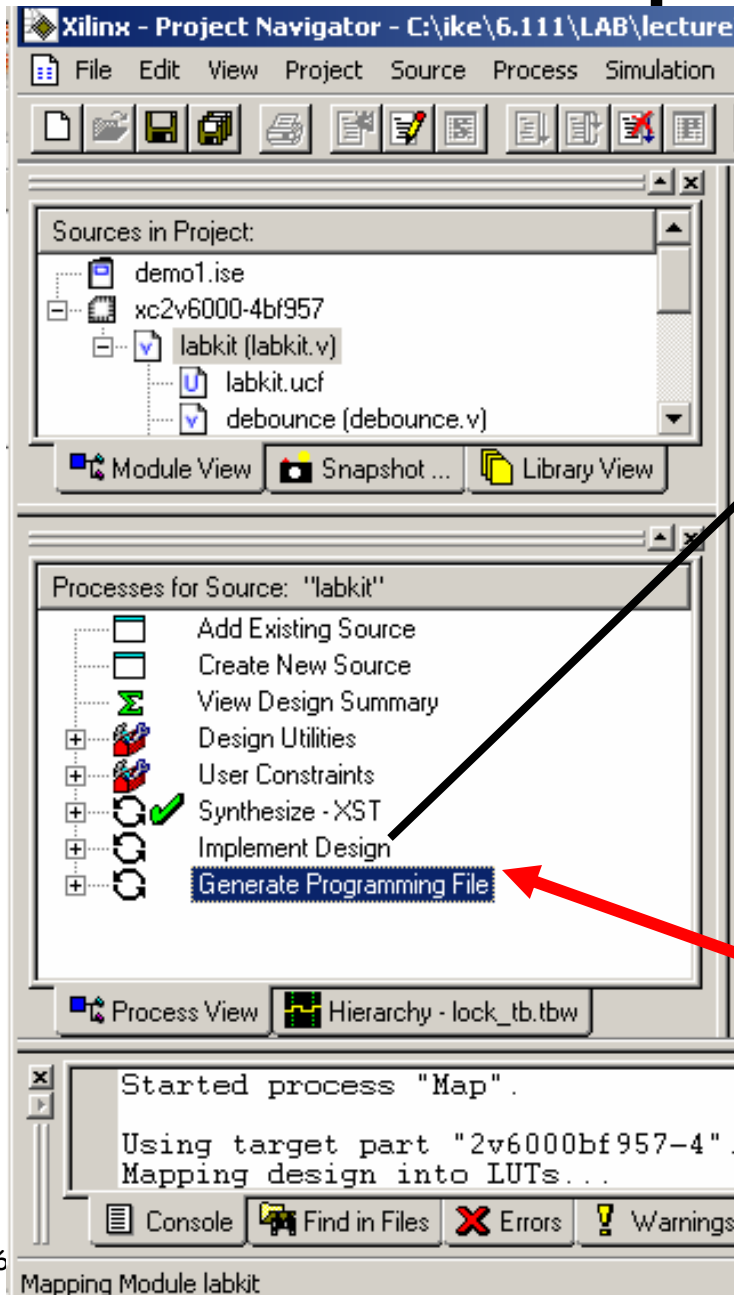 Xilinx - Project Navigator - C:\ike\6.111\LAB\lecture
File Edit View Project Source Process Simulation
Sources in Project:
demo1.ise
xc2v6000-4bf957
labkit (labkit.v)
labkit.ucf
debounce (debounce.v)
Module View Snapshot ... Library View
Processes for Source: "labkit"
Add Existing Source
Create New Source
View Design Summary
Design Utilities
User Constraints
Synthesize - XST
Implement Design
Generate Programming File
Process View Hierarchy - lock_tb.tbw
Started process "Map".
Using target part "2v6000bf957-4".
Mapping design into LUTs...
Console Find in Files Errors Warnings
Mapping Module labkit